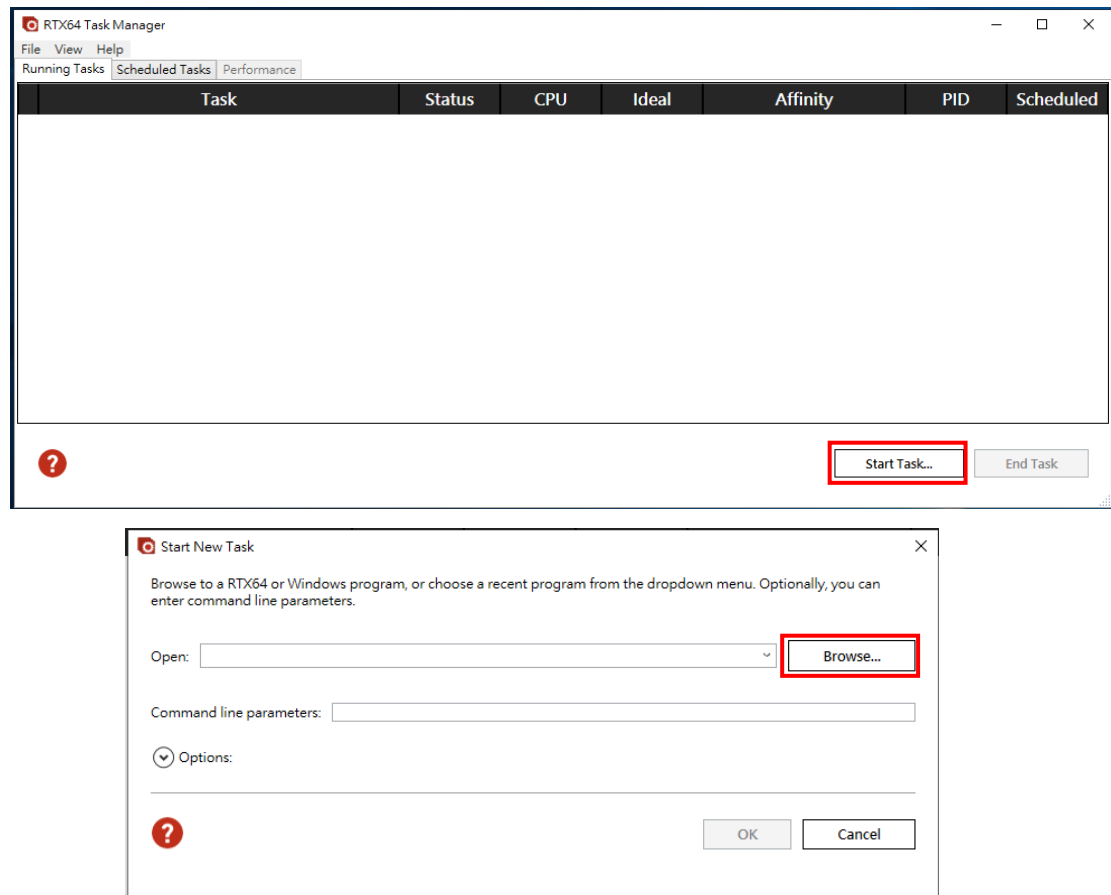 RTX64 Task Manager
File View Help
Running Tasks Scheduled Tasks Performance
Task Status CPU Ideal Affinity PID Scheduled
?
Start Task... End Task
Start New Task
Browse to a RTX64 or Windows program, or choose a recent program from the dropdown menu. Optionally, you can
enter command line parameters.
Open: Browse...
Command line parameters:
Options:
?
OK Cancel